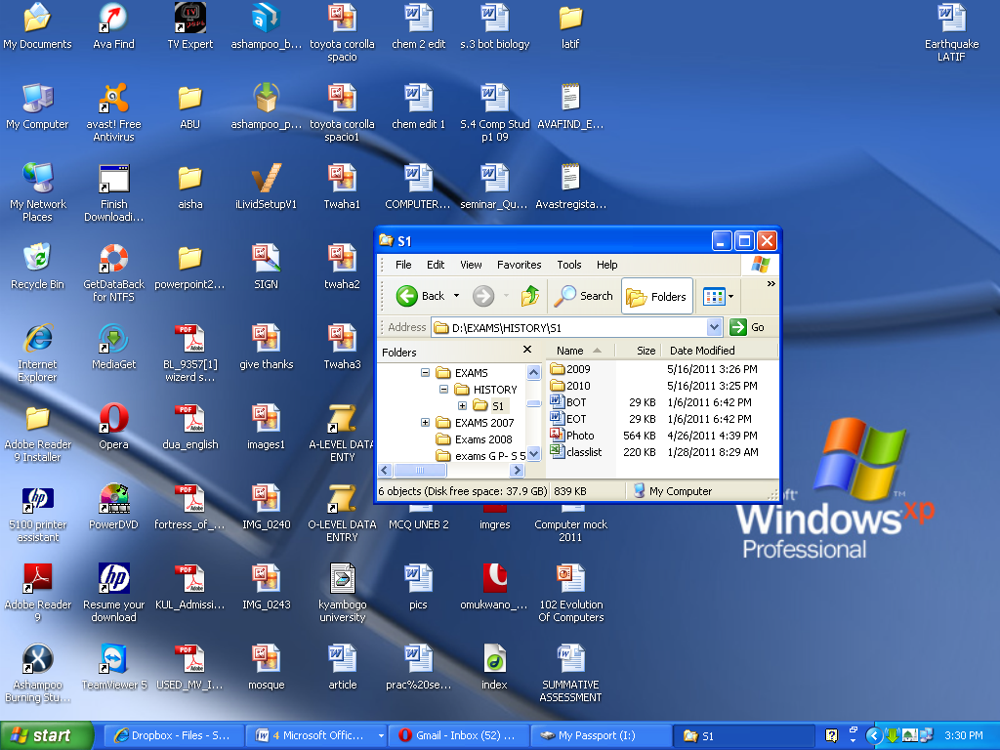 My Documents
Ava Find
TV Expert
ashampoo_b...
toyota corolla
spacio
chem 2 edit
s.3 bot biology
latif
Earthquake
LATIF
My Computer
avast! Free
Antivirus
ABU
ashampoo_p...
toyota corolla
spacio1
chem edit 1
S.4 Comp Stud
p1 09
AVAFIND_E...
My Network
Places
Finish
Downloadi...
aisha
iLividSetupV1
Twaha1
COMPUTER...
seminar_Qu...
Avastregista...
Recycle Bin
GetDataBack
for NTFS
powerpoint2...
SIGN
twaha2
Internet
Explorer
MediaGet
BL_9357[1]
wizerd s...
give thanks
Twaha3
Adobe Reader
9 Installer
Opera
dua_english
images1
A-LEVEL DATA
ENTY
5100 printer
assistant
PowerDVD
fortress_of_...
IMG_0240
O-LEVEL DATA
ENTRY
MCQ UNEB 2
imgres
Computer mock
2011
Adobe Reader
9
Resume your
download
KUL_Admissi...
IMG_0243
kyambogo
university
pics
omukwano_...
102 Evolution
Of Computers
Ashampoo
Burning Stu...
TeamViewer 5
USED_MV_I...
mosque
article
prac%20se...
index
SUMMATIVE
ASSESSMENT
S1
File Edit View Favorites Tools Help
Back Search Folders »
Address D:\EXAMS\HISTORY\S1 Go
Folders
EXAMS
HISTORY
S1
EXAMS 2007
Exams 2008
exams G P- S 5
Name Size Date Modified
2009 5/16/2011 3:26 PM
2010 5/16/2011 3:25 PM
BOT 29 KB 1/6/2011 6:42 PM
EOT 29 KB 1/6/2011 6:42 PM
Photo 564 KB 4/26/2011 4:39 PM
classlist 220 KB 1/28/2011 8:29 AM
6 objects (Disk free space: 37.9 GB) 839 KB My Computer
Windows xp
Professional
start
Dropbox - Files - S...
4 Microsoft Offic...
Gmail - Inbox (52) ...
My Passport (I:)
S1
3:30 PM